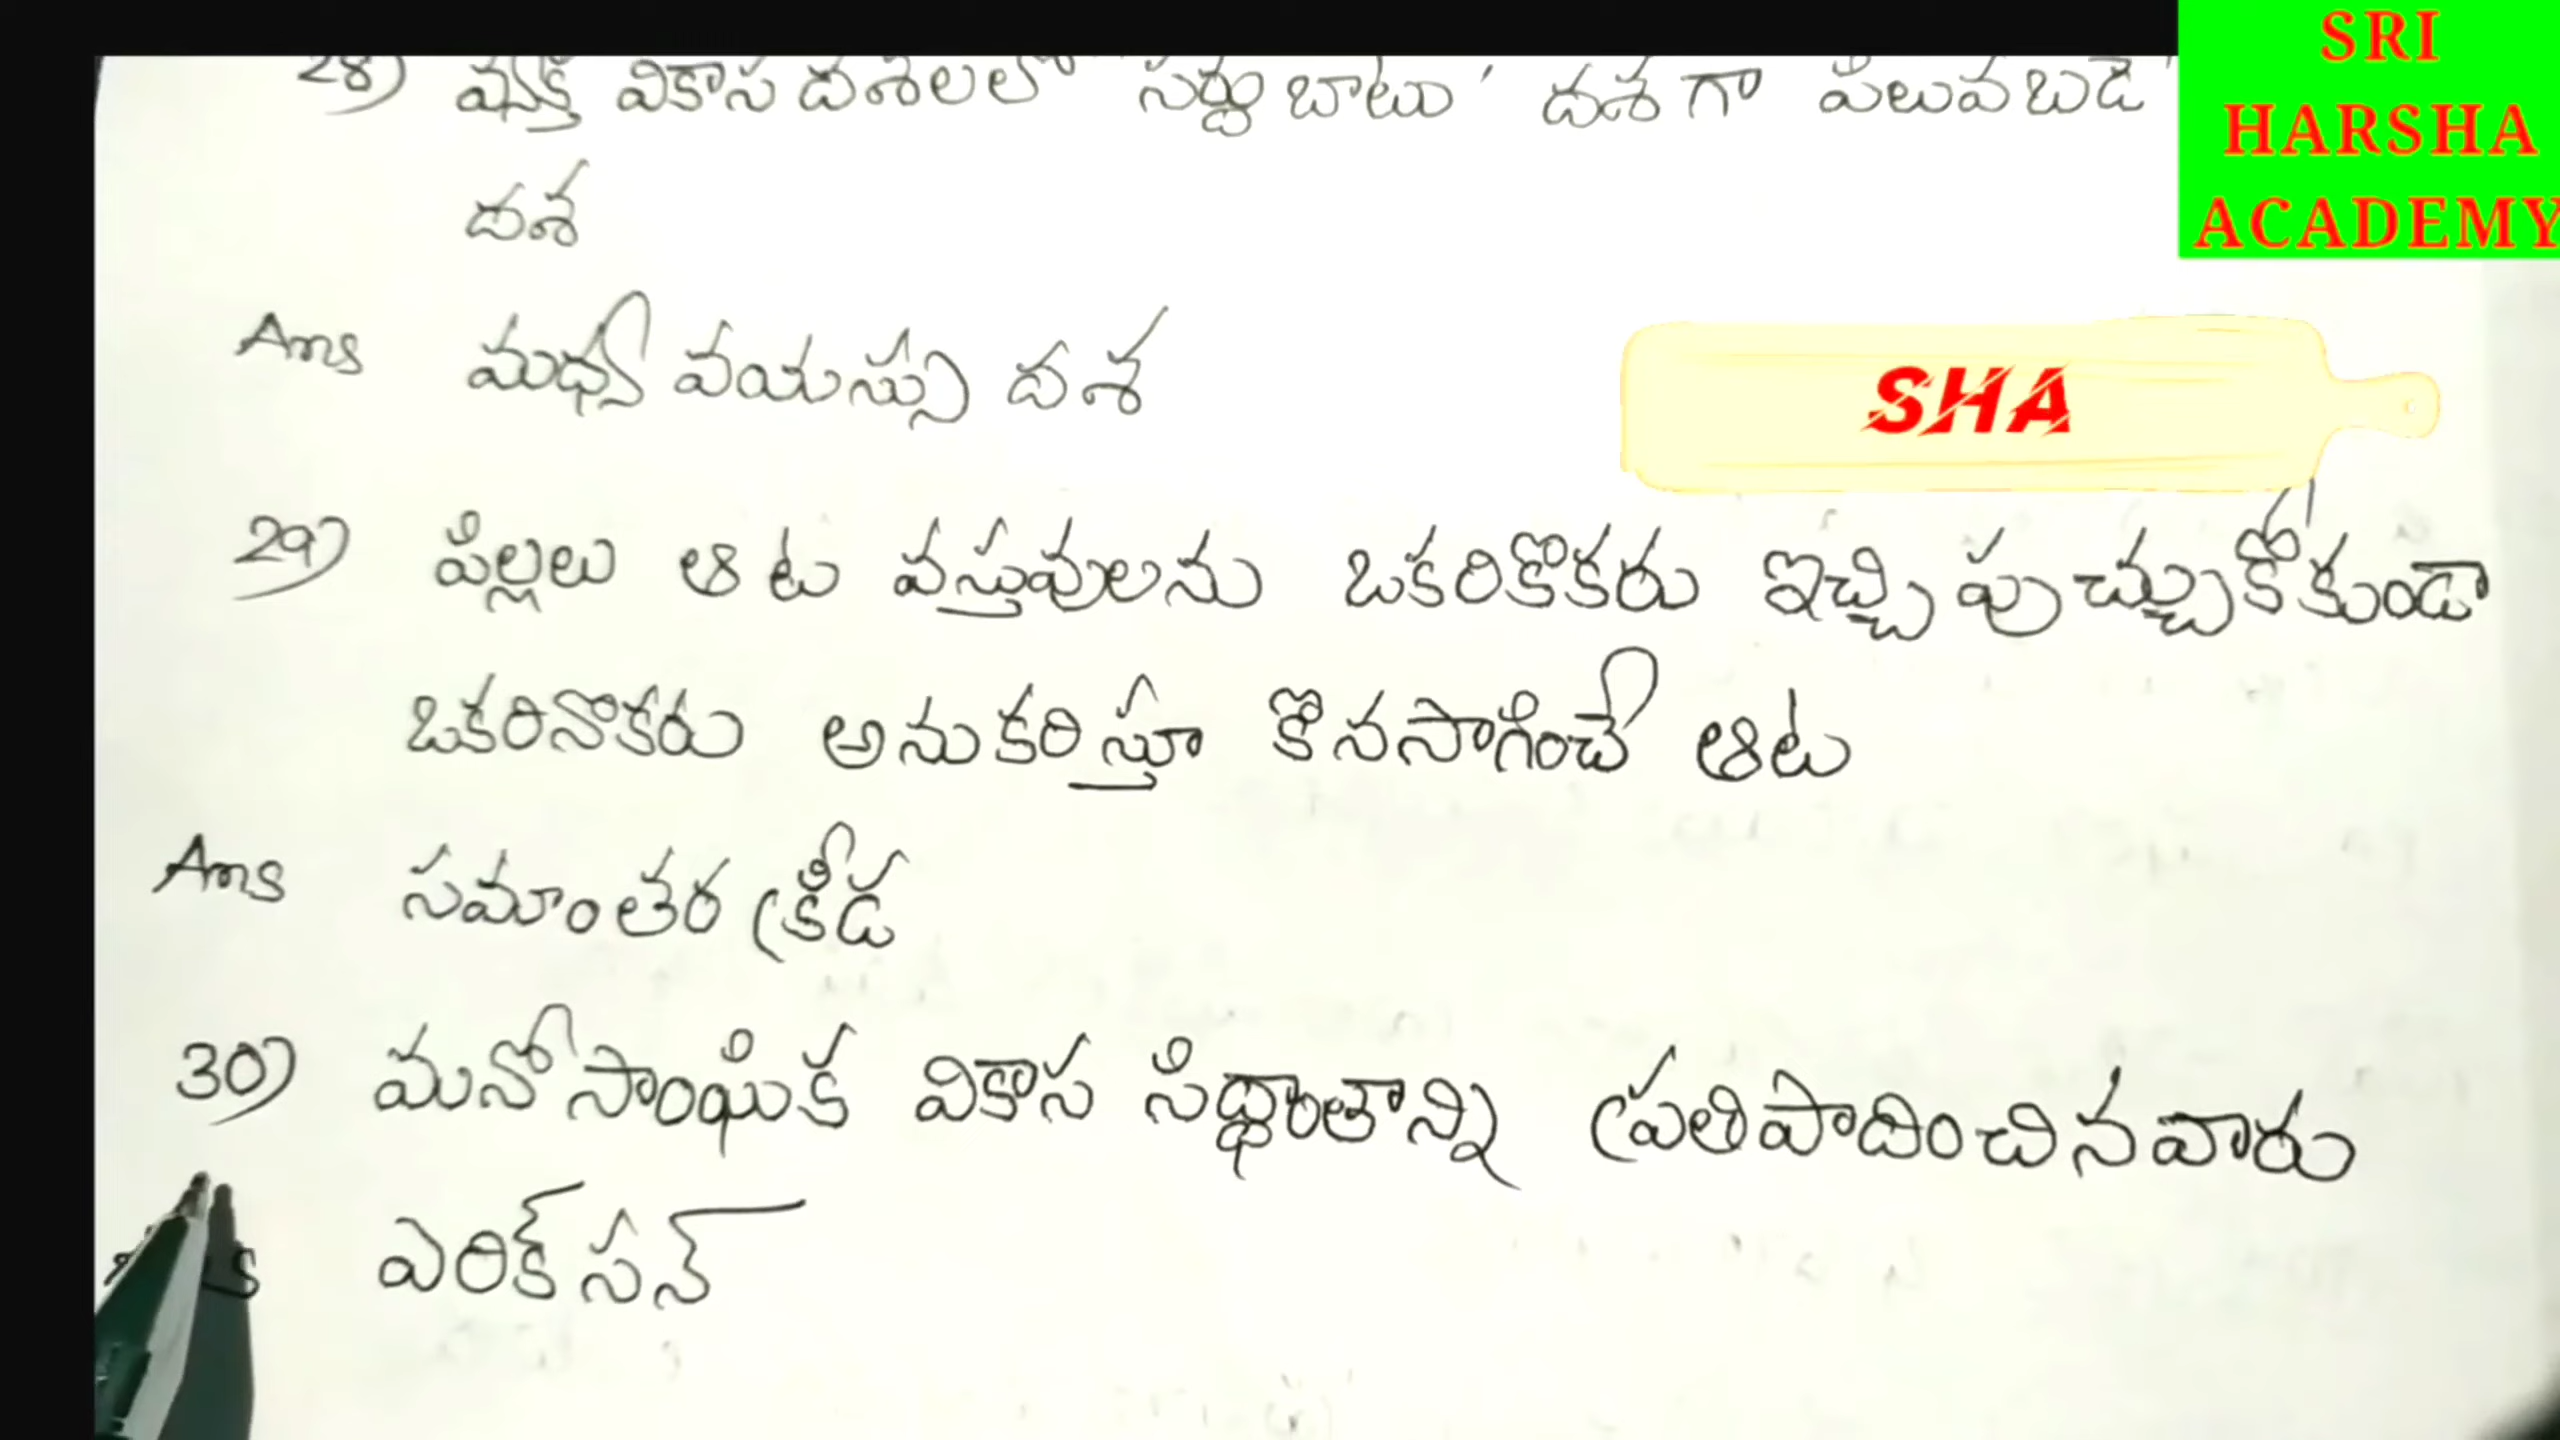 28) వ్యక్తి వికాస దశలలో 'సర్దుబాటు' దశగా పిలువబడే
దశ
Ans మధ్య వయస్సు దశ
29) పిల్లలు ఆట వస్తువులను ఒకరికొకరు ఇచ్చి పుచ్చుకోకుండా
ఒకరినొకరు అనుకరిస్తూ కొనసాగించే ఆట
Ans సమాంతర క్రీడ
30) మనోసాంఘిక వికాస సిద్ధాంతాన్ని ప్రతిపాదించినవారు
ఎరిక్ సన్
SRI
HARSHA
ACADEMY
SHA